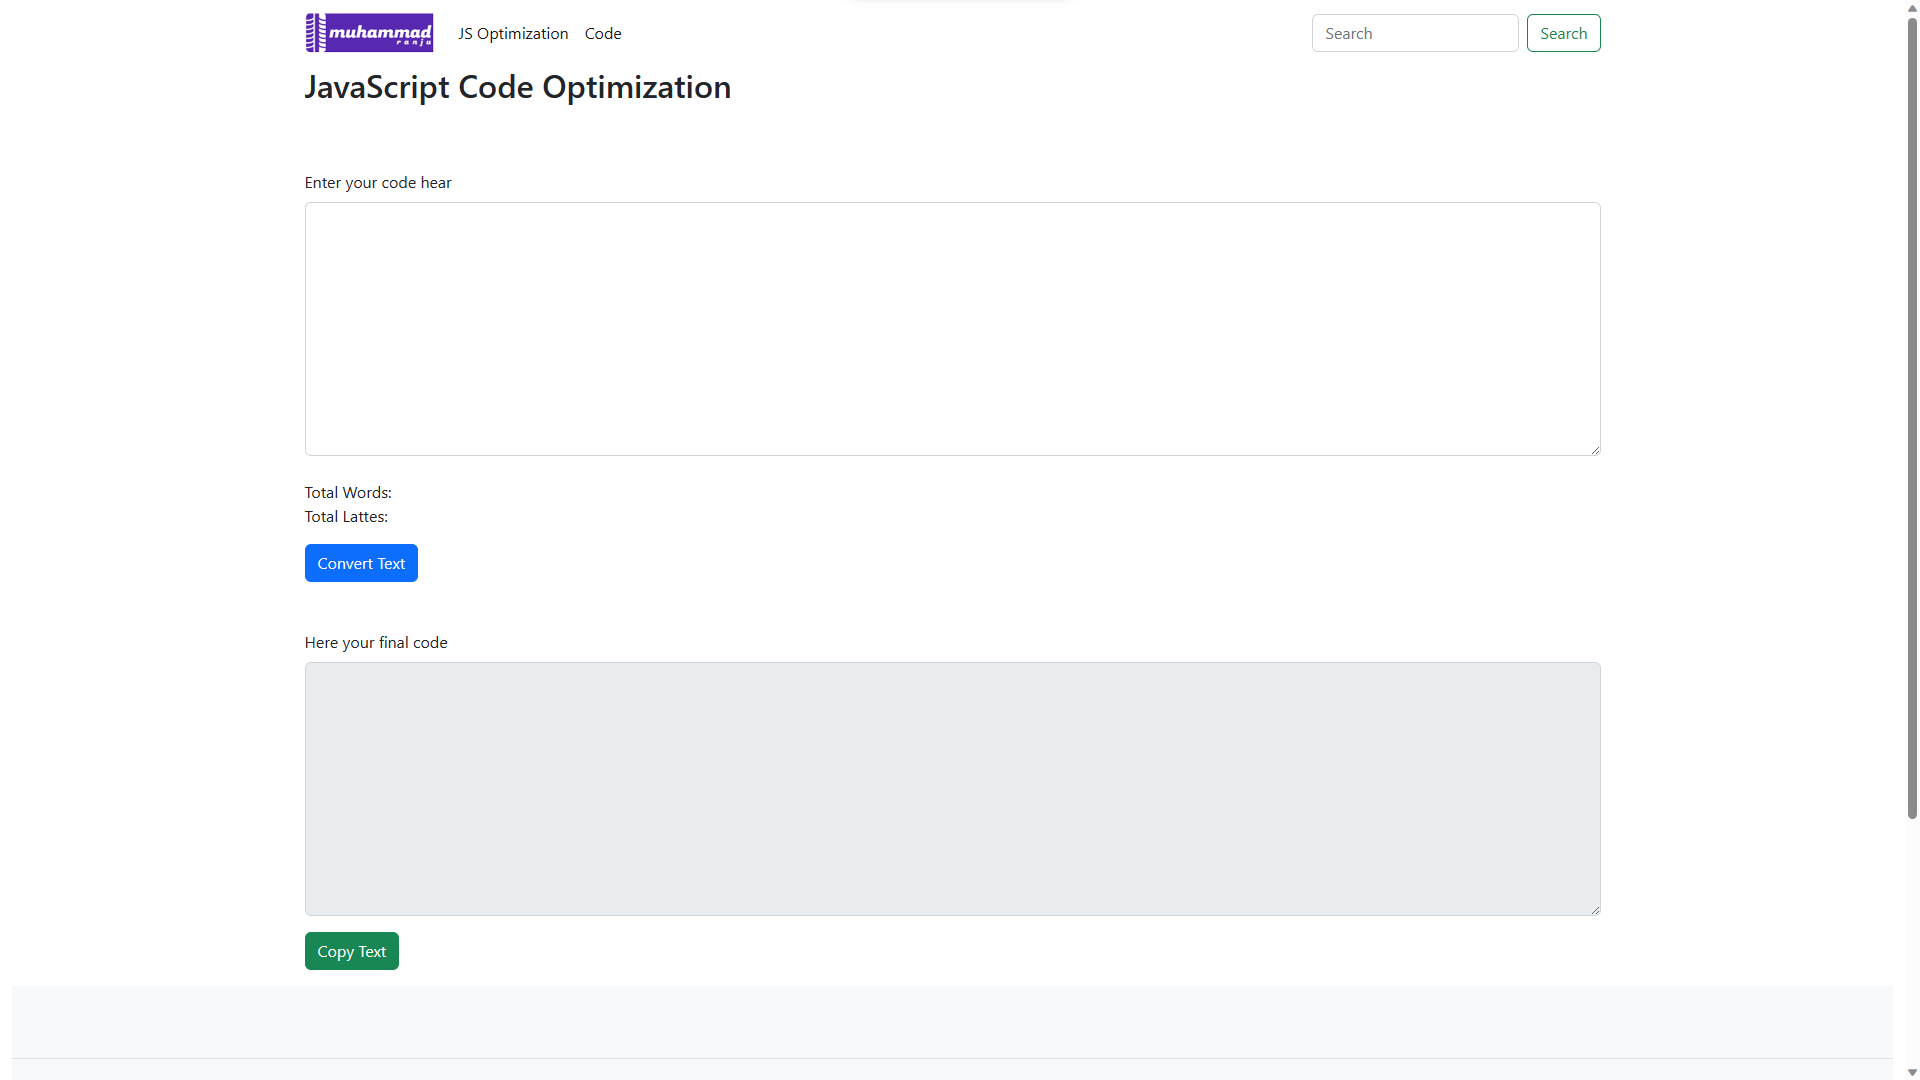 muhammad
ranju
JS Optimization
Code
Search
Search
JavaScript Code Optimization
Enter your code hear
Total Words:
Total Lattes:
Convert Text
Here your final code
Copy Text